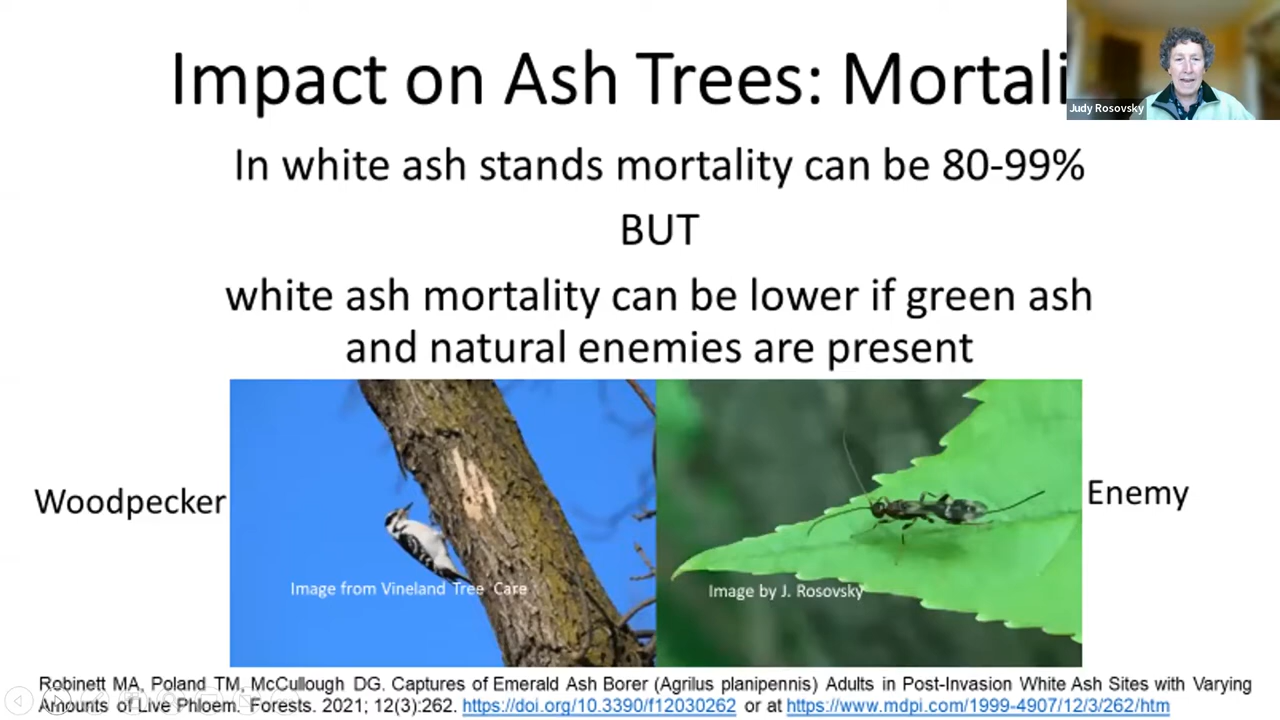 Impact on Ash Trees: Mortali
Judy Rosovsky
In white ash stands mortality can be 80-99%
BUT
white ash mortality can be lower if green ash
and natural enemies are present
Woodpecker
Enemy
Image from Vineland Tree Care
Image by J. Rosovsky
Robinett MA, Poland TM, McCullough DG. Captures of Emerald Ash Borer (Agrilus planipennis) Adults in Post-Invasion White Ash Sites with Varying
Amounts of Live Phloem. Forests. 2021; 12(3):262. https://doi.org/10.3390/f12030262 or at https://www.mdpi.com/1999-4907/12/3/262/htm